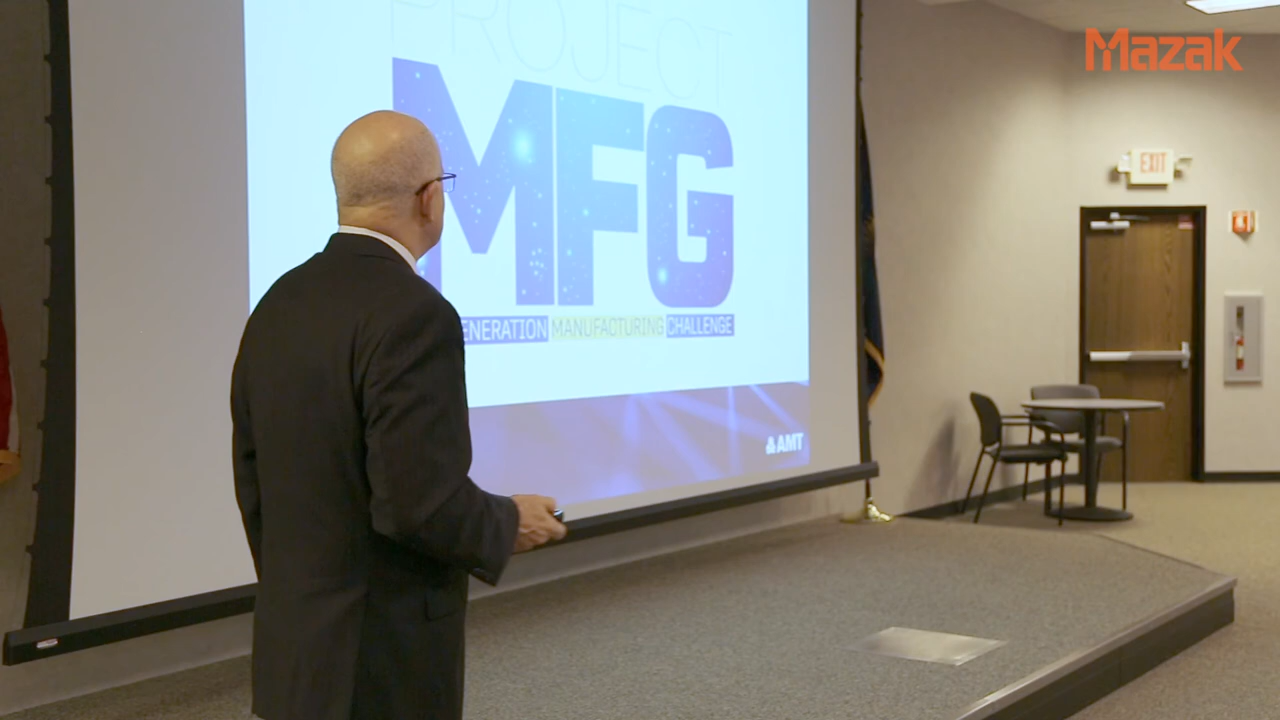 Mazak
PROJECT
MFG
ENERATION MANUFACTURING CHALLENGE
AMT
EXIT